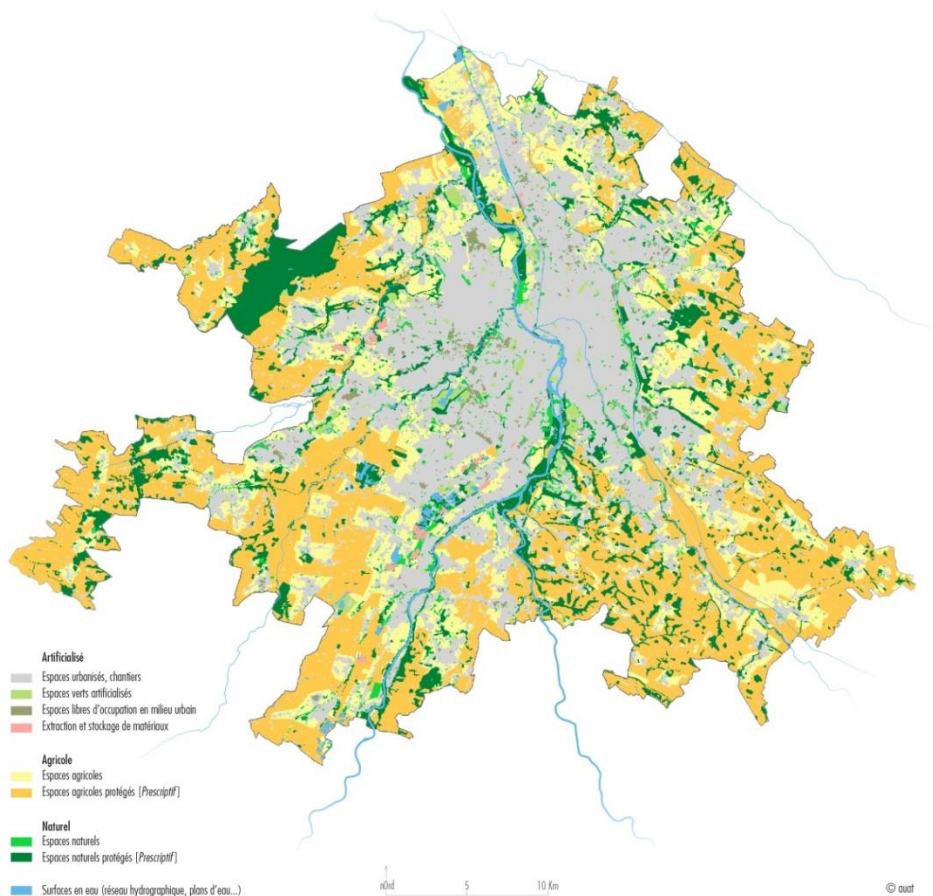 Artificialisé
Espaces urbanisés, chantiers
Espaces verts artificialisés
Espaces libres d'occupation en milieu urbain
Extraction et stockage de matériaux
Agricole
Espaces agricoles
Espaces agricoles protégés [Prescriptif]
Naturel
Espaces naturels
Espaces naturels protégés [Prescriptif]
Surfaces en eau (réseau hydrographique, plans d'eau...)
5 10 Km
© auat